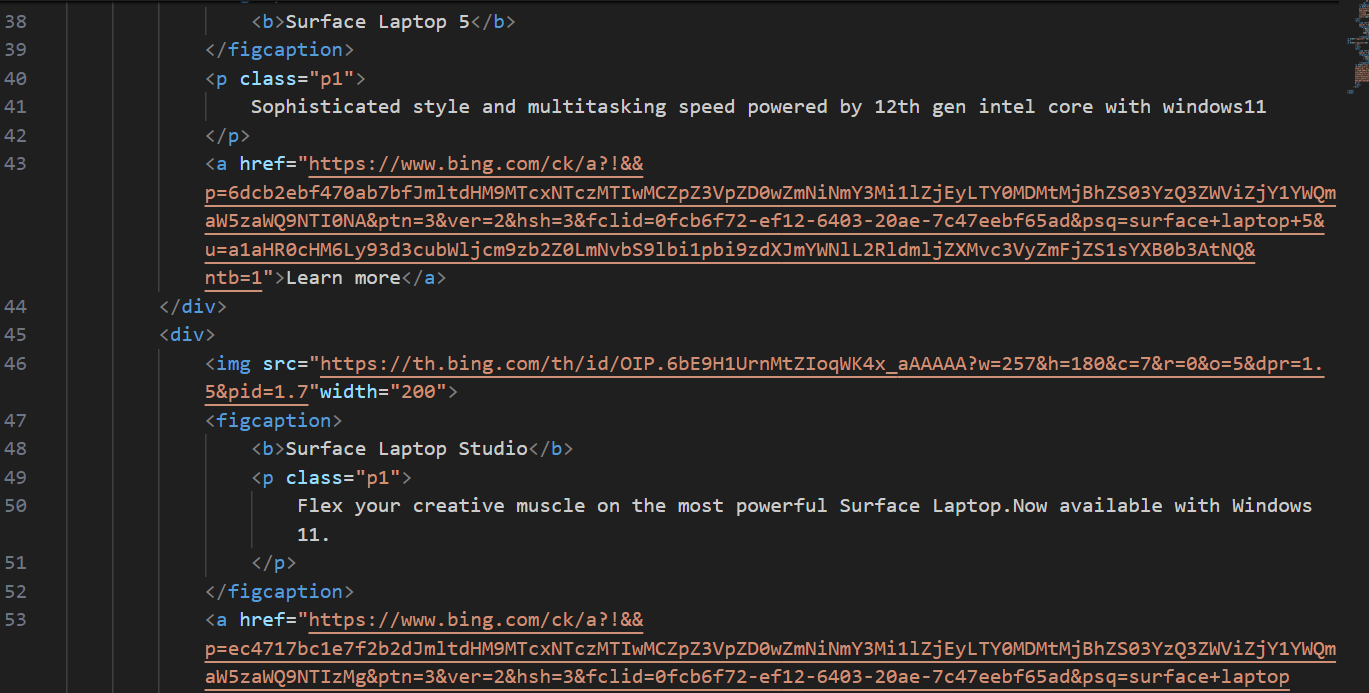 38 <b>Surface Laptop 5</b>
39 </figcaption>
40 <p class="p1">
41 Sophisticated style and multitasking speed powered by 12th gen intel core with windows11
42 </p>
43 <a href="https://www.bing.com/ck/a?!&&
p=6dcb2ebf470ab7bfJmltdHM9MTcxNTczMTIwMCZpZ3VpZD0wZmNiNmY3Mi1lZjEyLTY0MDMtMjBhZS03YzQ3ZWViZjY1YWQm
aW5zaWQ9NTI0NA&ptn=3&ver=2&hsh=3&fclid=0fcb6f72-ef12-6403-20ae-7c47eebf65ad&psq=surface+laptop+5&
u=a1aHR0cHM6Ly93d3cubWljcm9zb2Z0LmNvbS9lbi1pbi9zdXJmYWNlL2RldmljZXMvc3VyZmFjZS1sYXB0b3AtNQ&
ntb=1">Learn more</a>
44 </div>
45 <div>
46 <img src="https://th.bing.com/th/id/OIP.6bE9H1UrnMtZIoqWK4x_aAAAAA?w=257&h=180&c=7&r=0&o=5&dpr=1.
5&pid=1.7"width="200">
47 <figcaption>
48 <b>Surface Laptop Studio</b>
49 <p class="p1">
50 Flex your creative muscle on the most powerful Surface Laptop.Now available with Windows
11.
51 </p>
52 </figcaption>
53 <a href="https://www.bing.com/ck/a?!&&
p=ec4717bc1e7f2b2dJmltdHM9MTcxNTczMTIwMCZpZ3VpZD0wZmNiNmY3Mi1lZjEyLTY0MDMtMjBhZS03YzQ3ZWViZjY1YWQm
aW5zaWQ9NTIzMg&ptn=3&ver=2&hsh=3&fclid=0fcb6f72-ef12-6403-20ae-7c47eebf65ad&psq=surface+laptop